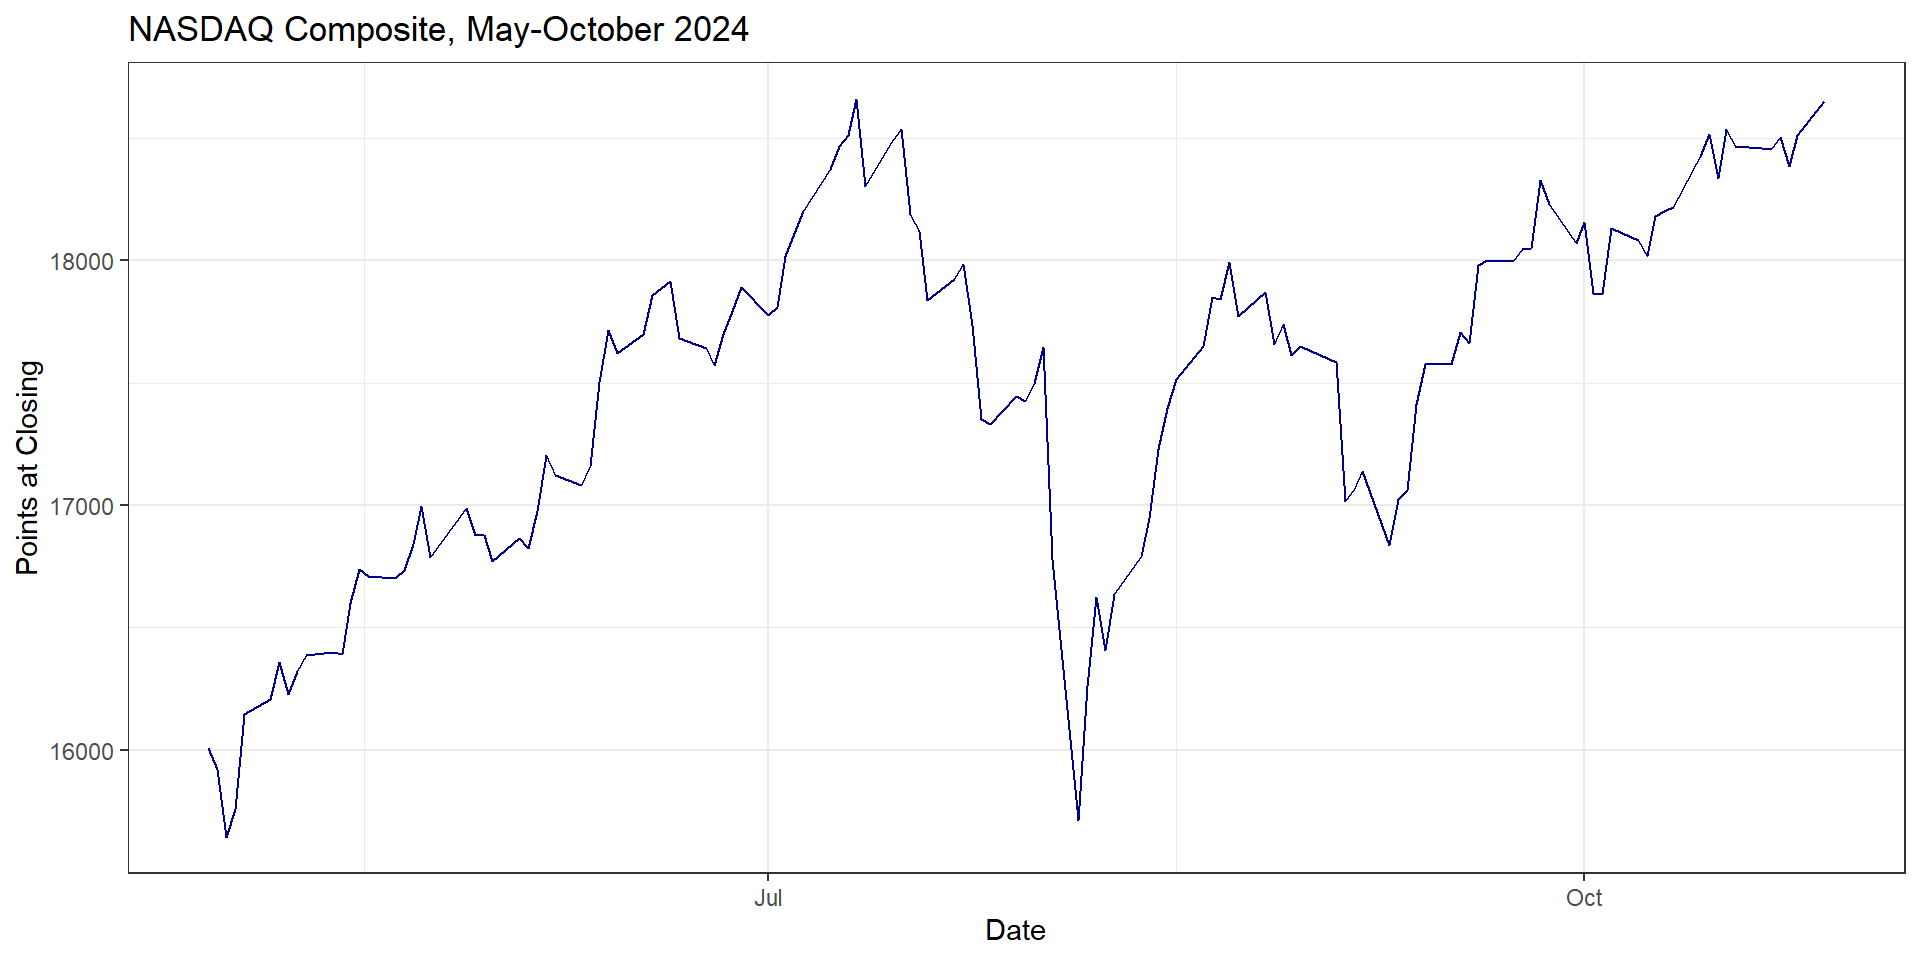 NASDAQ Composite, May-October 2024
Points at Closing
18000
17000
16000
Jul
Oct
Date